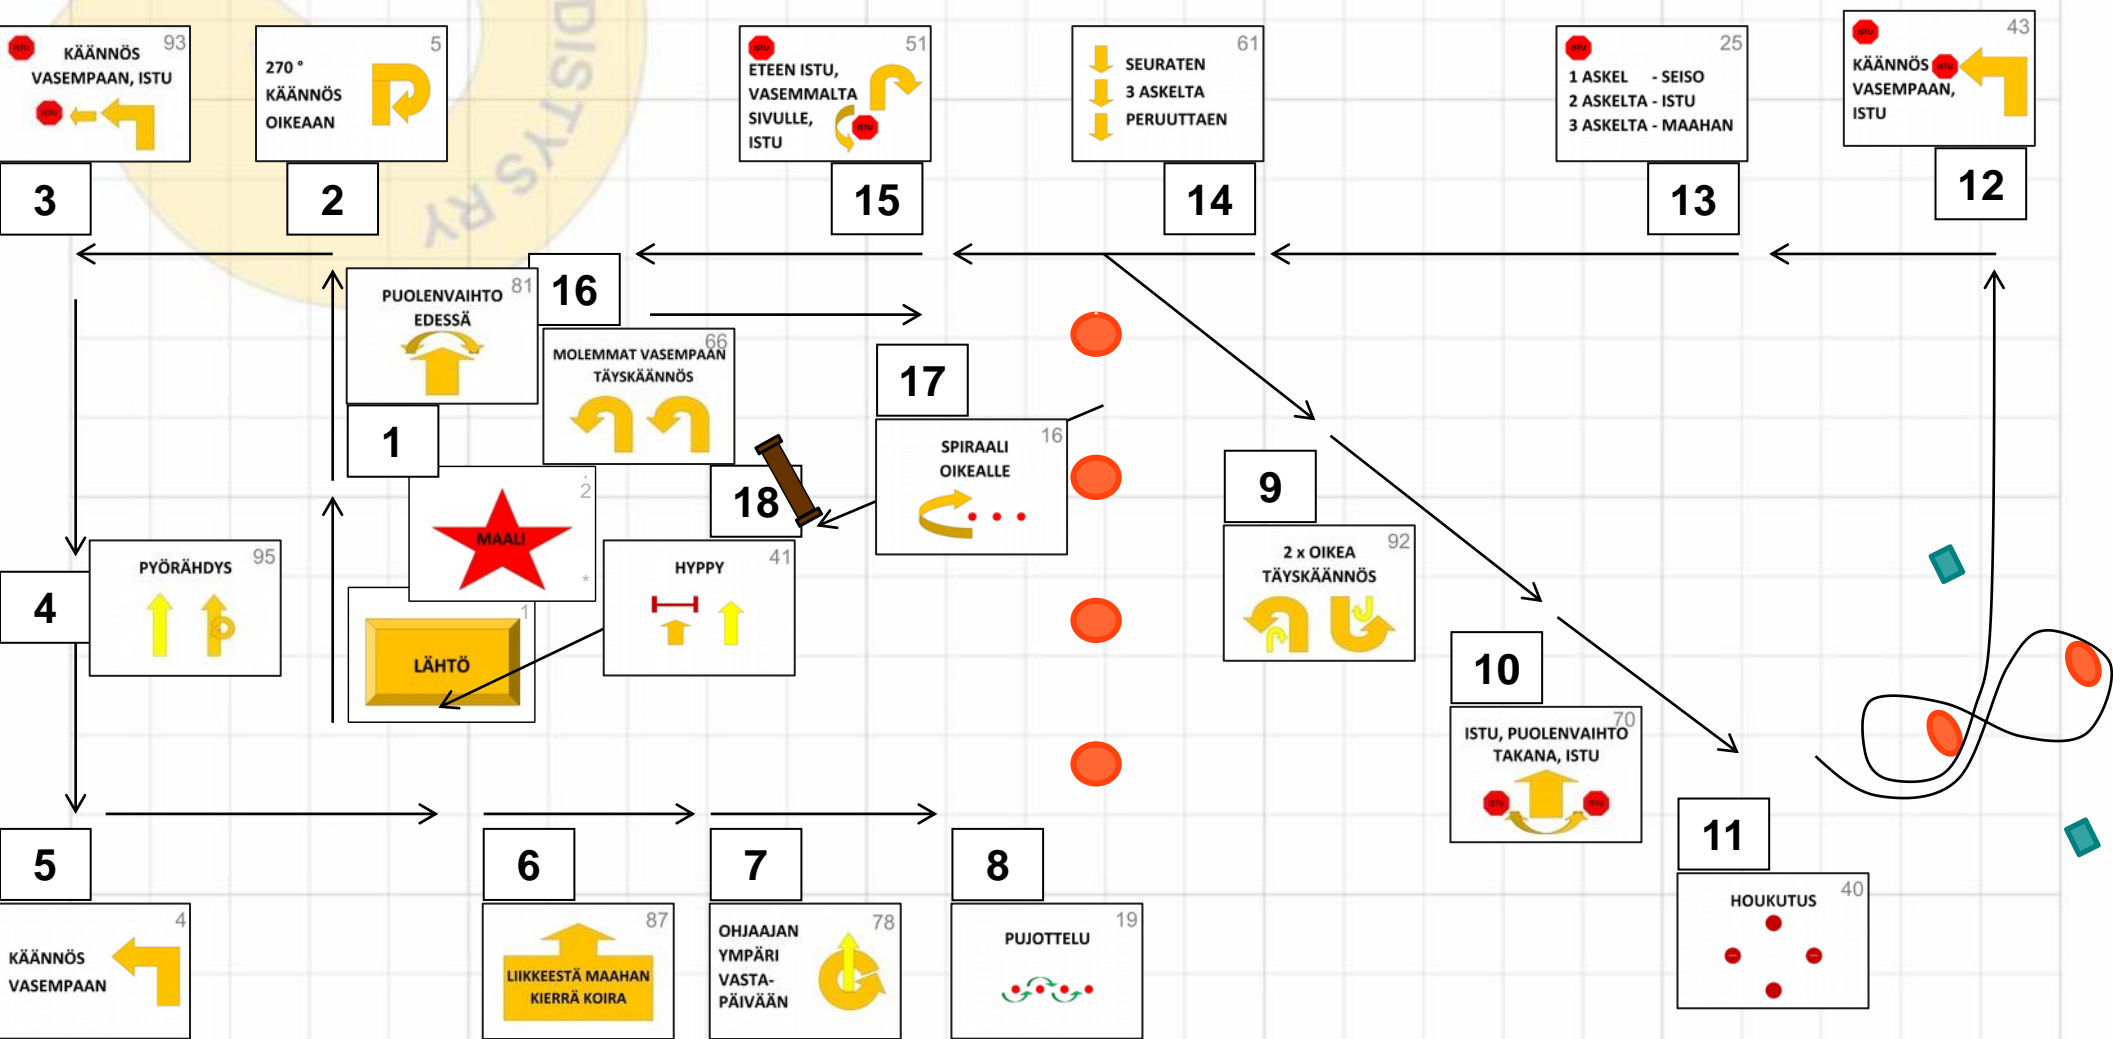 DISTYS RY
93
KÄÄNNÖS
VASEMPAAN, ISTU
3
5
270 °
KÄÄNNÖS
OIKEAAN
2
51
ETEEN ISTU,
VASEMMALTA
SIVULLE,
ISTU
15
61
SEURATEN
3 ASKELTA
PERUUTTAEN
14
25
1 ASKEL - SEISO
2 ASKELTA - ISTU
3 ASKELTA - MAAHAN
13
43
KÄÄNNÖS
VASEMPAAN,
ISTU
12
81
PUOLENVAIHTO
EDESSÄ
1
16
66
MOLEMMAT VASEMPAAN
TÄYSKÄÄNNÖS
17
16
SPIRAALI
OIKEALLE
2
MAALI
*
18
41
HYPPY
1
LÄHTÖ
4
95
PYÖRÄHDYS
9
92
2 x OIKEA
TÄYSKÄÄNNÖS
10
70
ISTU, PUOLENVAIHTO
TAKANA, ISTU
11
40
HOUKUTUS
5
4
KÄÄNNÖS
VASEMPAAN
6
87
LIIKKEESTÄ MAAHAN
KIERRÄ KOIRA
7
78
OHJAAJAN
YMPÄRI
VASTA-
PÄIVÄÄN
8
19
PUJOTTELU